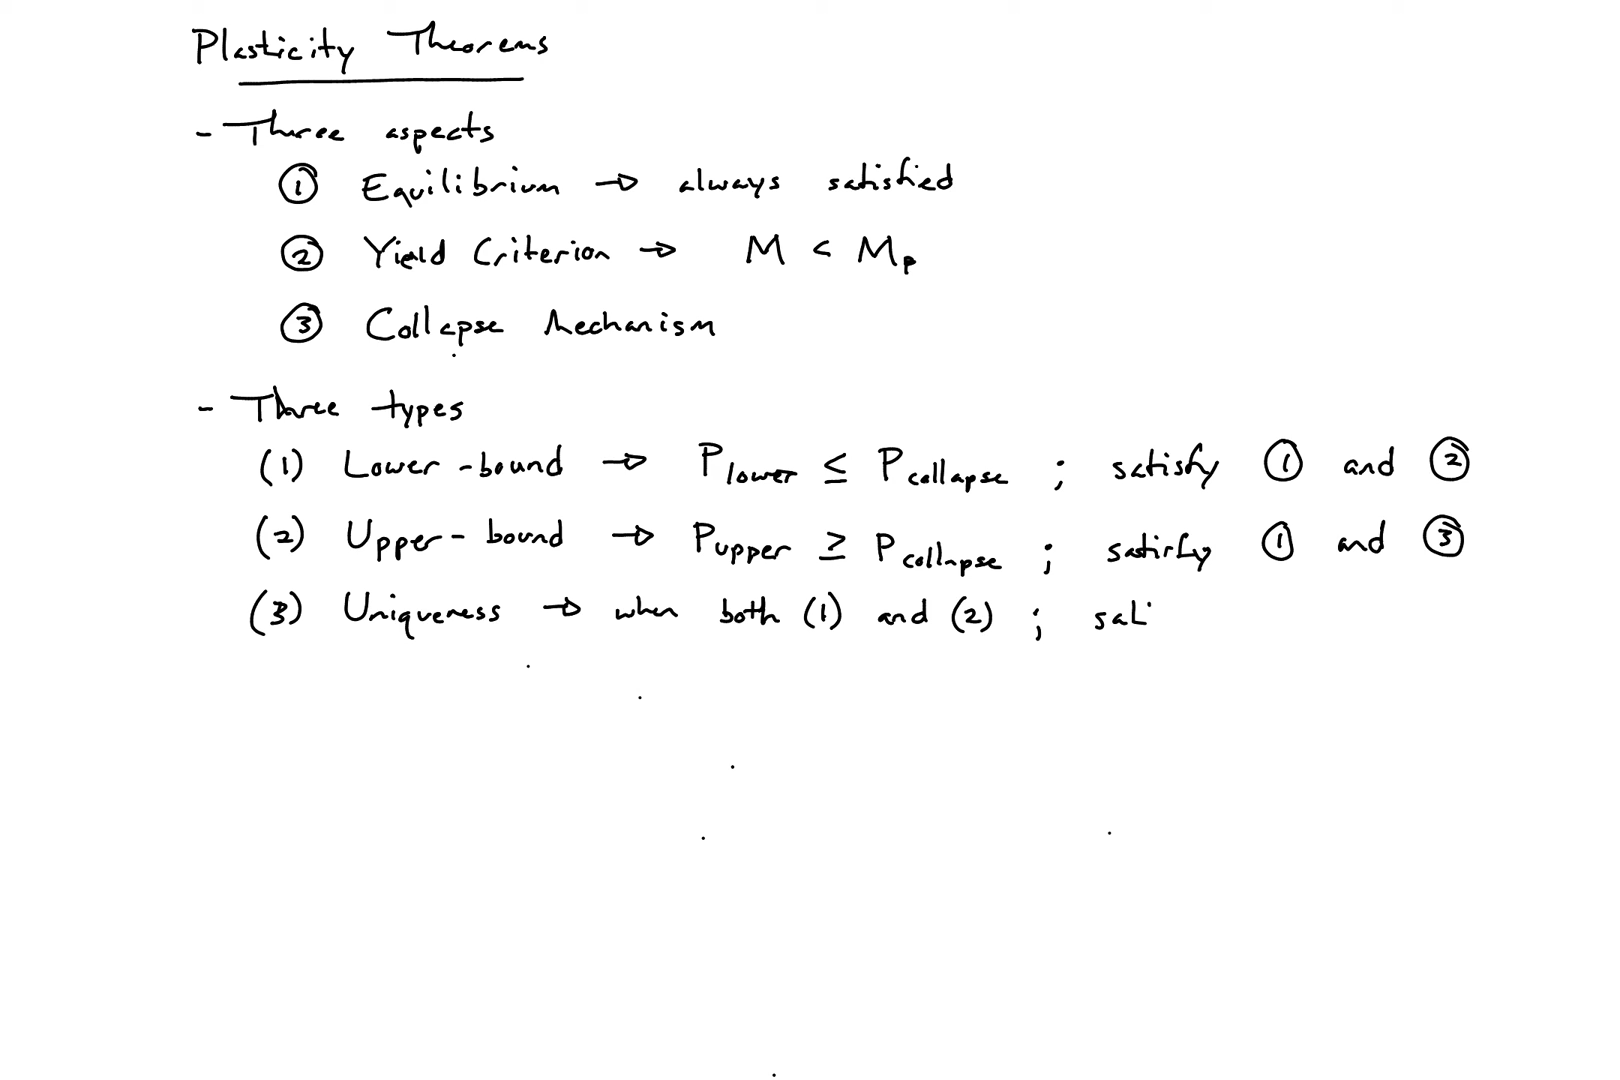 Plasticity Theorems
- Three aspects
① Equilibrium → always satisfied
② Yield Criterion → M < Mp
③ Collapse Mechanism
- Three types
(1) Lower-bound → Plower ≤ Pcollapse ; satisfy ① and ②
(2) Upper-bound → Pupper ≥ Pcollapse ; satisfy ① and ③
(3) Uniqueness → when both (1) and (2) ; sati